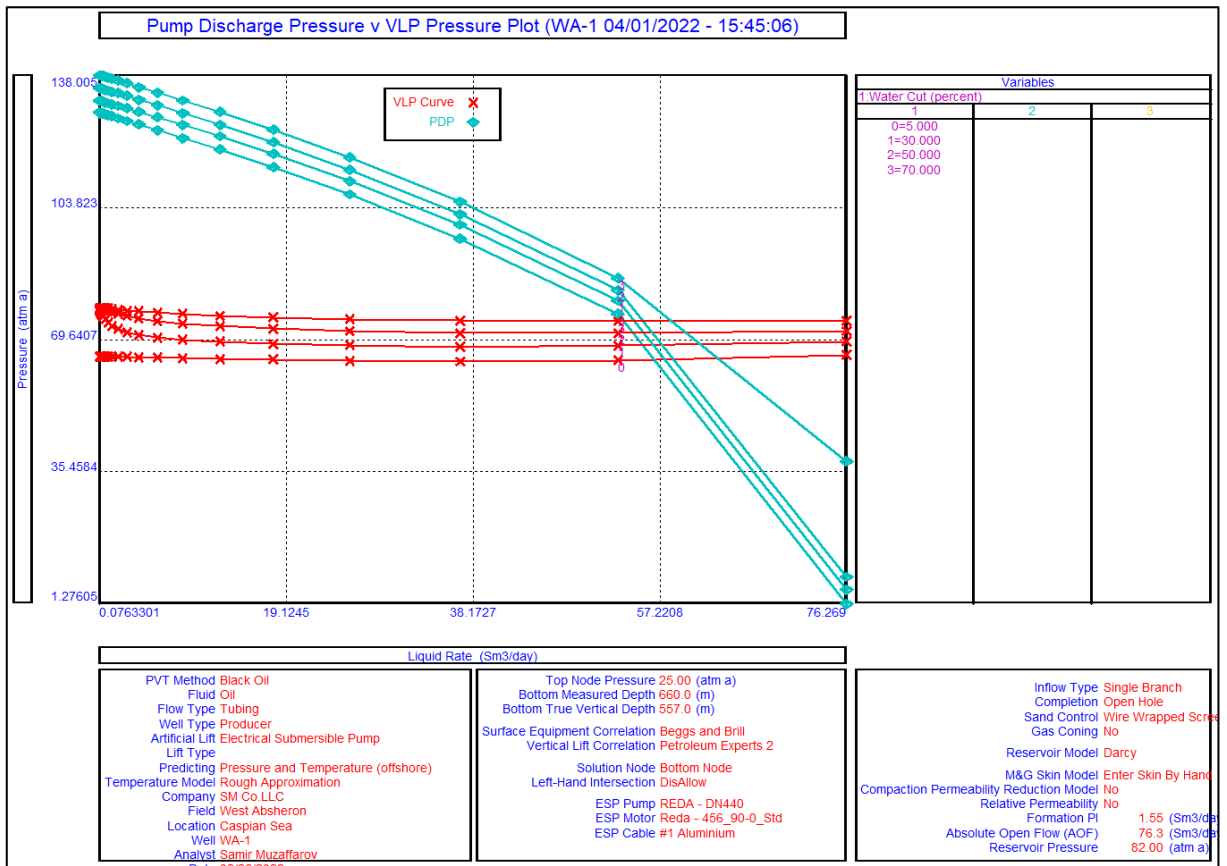 Pump Discharge Pressure v VLP Pressure Plot (WA-1 04/01/2022 - 15:45:06)
138.005
103.823
69.6407
35.4584
1.27605
Pressure (atm a)
VLP Curve
PDP
0
0.0763301 19.1245 38.1727 57.2208 76.269
Liquid Rate (Sm3/day)
Variables
1:Water Cut (percent)
1 2 3
0=5.000
1=30.000
2=50.000
3=70.000
PVT Method Black Oil
Fluid Oil
Flow Type Tubing
Well Type Producer
Artificial Lift Electrical Submersible Pump
Lift Type
Predicting Pressure and Temperature (offshore)
Temperature Model Rough Approximation
Company SM Co.LLC
Field West Absheron
Location Caspian Sea
Well WA-1
Analyst Samir Muzaffarov
Top Node Pressure 25.00 (atm a)
Bottom Measured Depth 660.0 (m)
Bottom True Vertical Depth 557.0 (m)
Surface Equipment Correlation Beggs and Brill
Vertical Lift Correlation Petroleum Experts 2
Solution Node Bottom Node
Left-Hand Intersection DisAllow
ESP Pump REDA - DN440
ESP Motor Reda - 456_90-0_Std
ESP Cable #1 Aluminium
Inflow Type Single Branch
Completion Open Hole
Sand Control Wire Wrapped Scree
Gas Coning No
Reservoir Model Darcy
M&G Skin Model Enter Skin By Hand
Compaction Permeability Reduction Model No
Relative Permeability No
Formation PI 1.55 (Sm3/da
Absolute Open Flow (AOF) 76.3 (Sm3/da
Reservoir Pressure 82.00 (atm a)